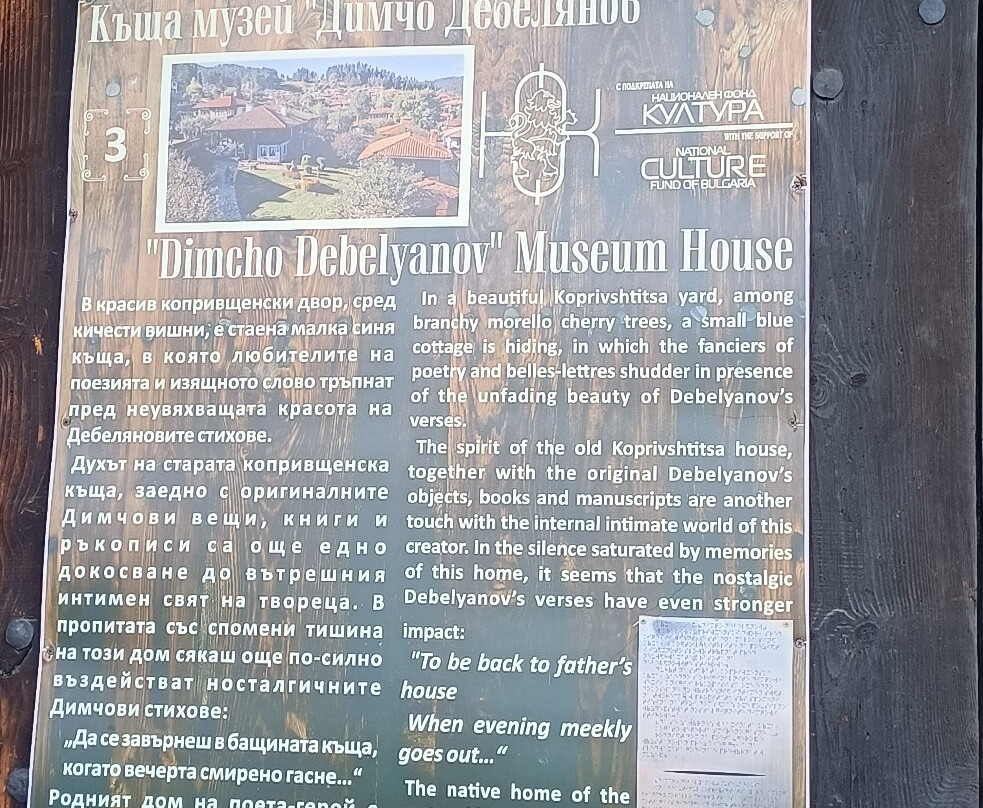 Къща музей "Димчо Дебелянов"
3
С ПОДКРЕПАТА НА
НАЦИОНАЛЕН ФОНД
КУЛТУРА
WITH THE SUPPORT OF
NATIONAL
CULTURE
FUND OF BULGARIA
"Dimcho Debelyanov" Museum House
В красив копривщенски двор, сред
кичести вишни, е стаена малка синя
къща, в която любителите на
поезията и изящното слово тръпнат
пред неувяхващата красота на
Дебеляновите стихове.
Духът на старата копривщенска
къща, заедно с оригиналните
Димчови вещи, книги и
ръкописи са още едно
докосване до вътрешния
интимен свят на твореца. В
пропитата със спомени тишина
на този дом сякаш още по-силно
въздействат носталгичните
Димчови стихове:
„Да се завърнеш в бащината къща,
когато вечерта смирено гасне...“
Родният дом на поета-герой е
In a beautiful Koprivshtitsa yard, among
branchy morello cherry trees, a small blue
cottage is hiding, in which the fanciers of
poetry and belles-lettres shudder in presence
of the unfading beauty of Debelyanov's
verses.
The spirit of the old Koprivshtitsa house,
together with the original Debelyanov's
objects, books and manuscripts are another
touch with the internal intimate world of this
creator. In the silence saturated by memories
of this home, it seems that the nostalgic
Debelyanov's verses have even stronger
impact:
"To be back to father's
house
When evening meekly
goes out...“
The native home of the